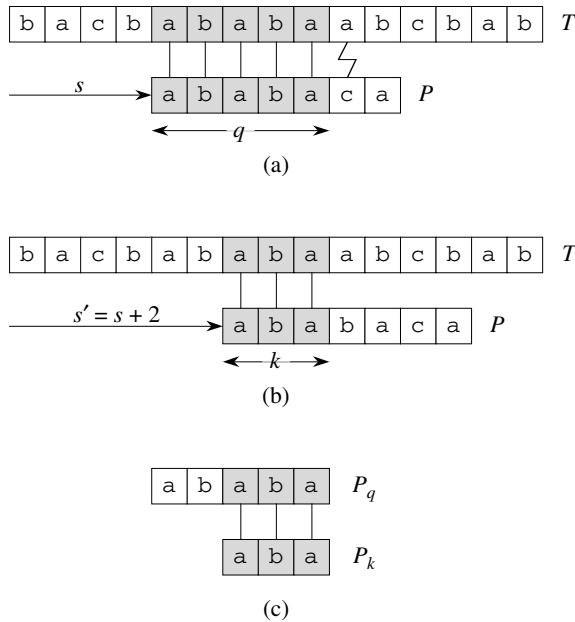 b a c b a b a b a a b c b a b T
s a b a b a c a P
q
(a)
b a c b a b a b a a b c b a b T
s′ = s + 2 a b a b a c a P
k
(b)
a b a b a P_q
a b a P_k
(c)